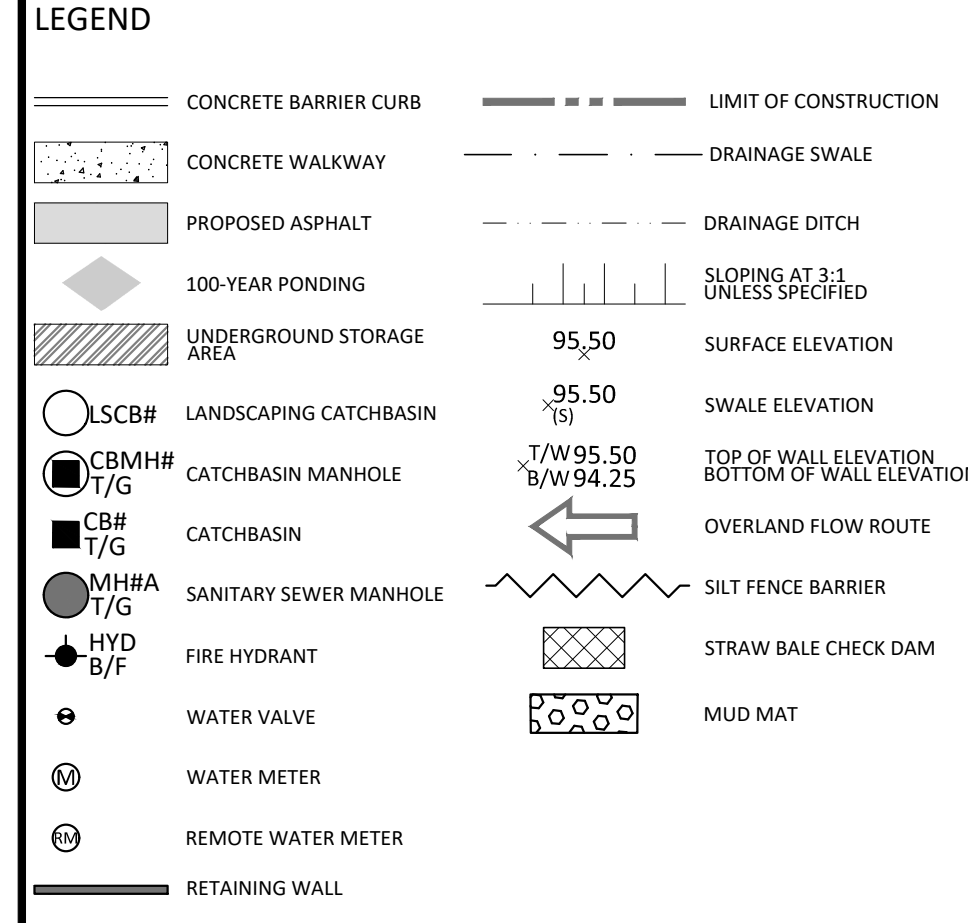 LEGEND
CONCRETE BARRIER CURB
CONCRETE WALKWAY
PROPOSED ASPHALT
100-YEAR PONDING
UNDERGROUND STORAGE
AREA
LSCB#
LANDSCAPING CATCHBASIN
CBMH#
T/G
CATCHBASIN MANHOLE
CB#
T/G
CATCHBASIN
MH#A
T/G
SANITARY SEWER MANHOLE
HYD
B/F
FIRE HYDRANT
WATER VALVE
M
WATER METER
RM
REMOTE WATER METER
RETAINING WALL
LIMIT OF CONSTRUCTION
DRAINAGE SWALE
DRAINAGE DITCH
SLOPING AT 3:1
UNLESS SPECIFIED
95.50
SURFACE ELEVATION
95.50
(S)
SWALE ELEVATION
T/W 95.50
B/W 94.25
TOP OF WALL ELEVATION
BOTTOM OF WALL ELEVATION
OVERLAND FLOW ROUTE
SILT FENCE BARRIER
STRAW BALE CHECK DAM
MUD MAT